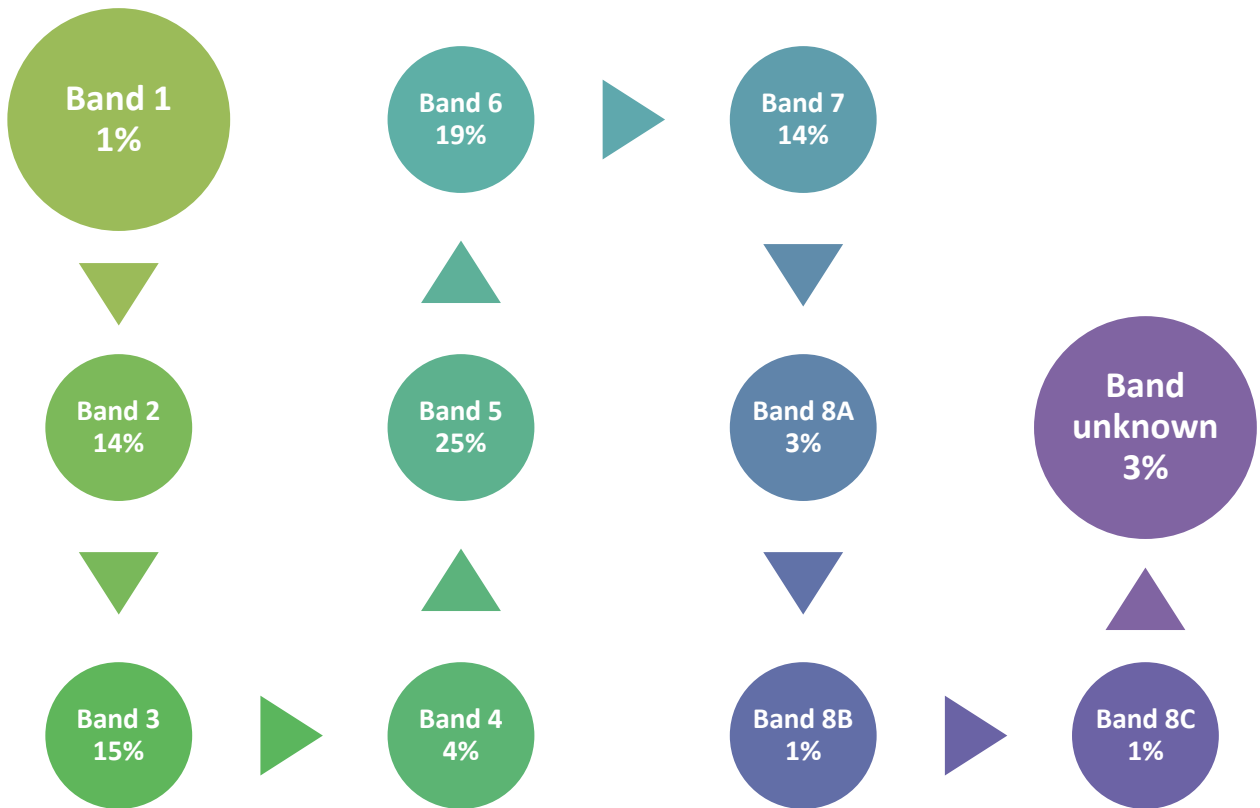 Band 1
1%
Band 2
14%
Band 3
15%
Band 4
4%
Band 5
25%
Band 6
19%
Band 7
14%
Band 8A
3%
Band 8B
1%
Band 8C
1%
Band
unknown
3%